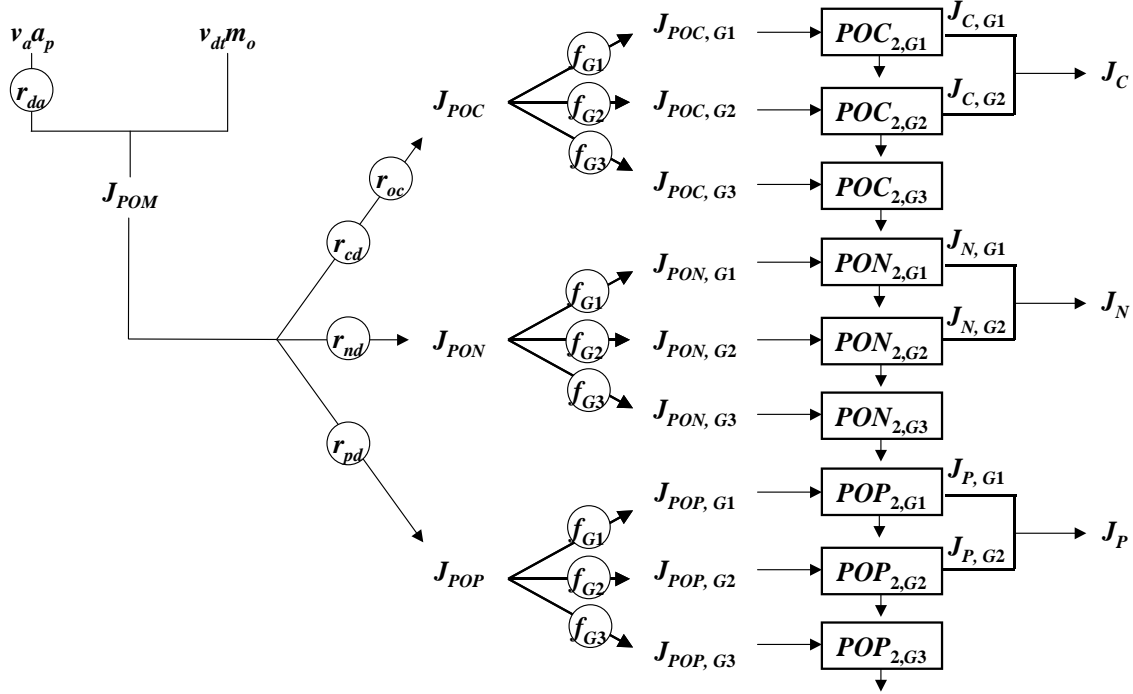 v_a a_p
v_dt m_o
r_da
J_POM
r_cd
r_oc
r_nd
r_pd
J_POC
f_G1
f_G2
f_G3
J_POC, G1
J_POC, G2
J_POC, G3
POC_2,G1
POC_2,G2
POC_2,G3
J_C, G1
J_C, G2
J_C
J_PON
f_G1
f_G2
f_G3
J_PON, G1
J_PON, G2
J_PON, G3
PON_2,G1
PON_2,G2
PON_2,G3
J_N, G1
J_N, G2
J_N
J_POP
f_G1
f_G2
f_G3
J_POP, G1
J_POP, G2
J_POP, G3
POP_2,G1
POP_2,G2
POP_2,G3
J_P, G1
J_P, G2
J_P